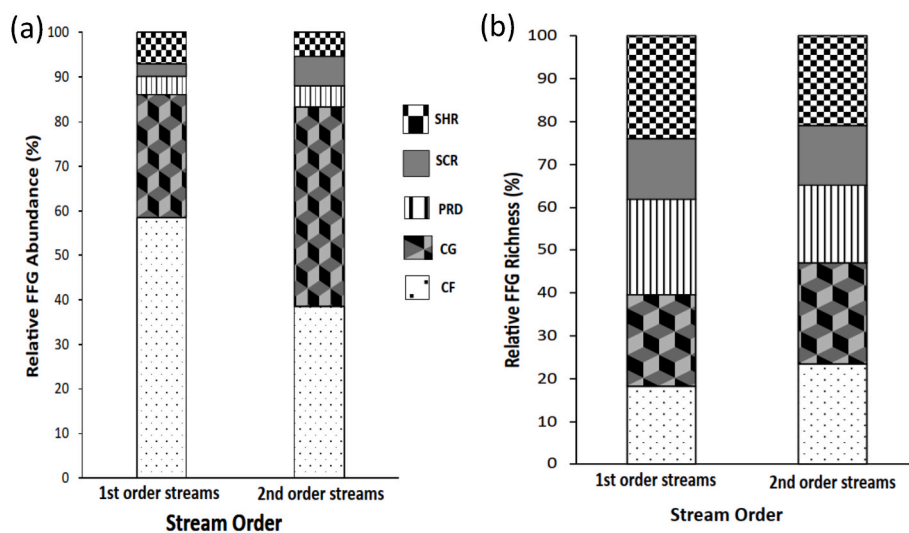 (a)
Relative FFG Abundance (%)
100
90
80
70
60
50
40
30
20
10
0
1st order streams
2nd order streams
Stream Order
SHR
SCR
PRD
CG
CF
(b)
Relative FFG Richness (%)
100
90
80
70
60
50
40
30
20
10
0
1st order streams
2nd order streams
Stream Order